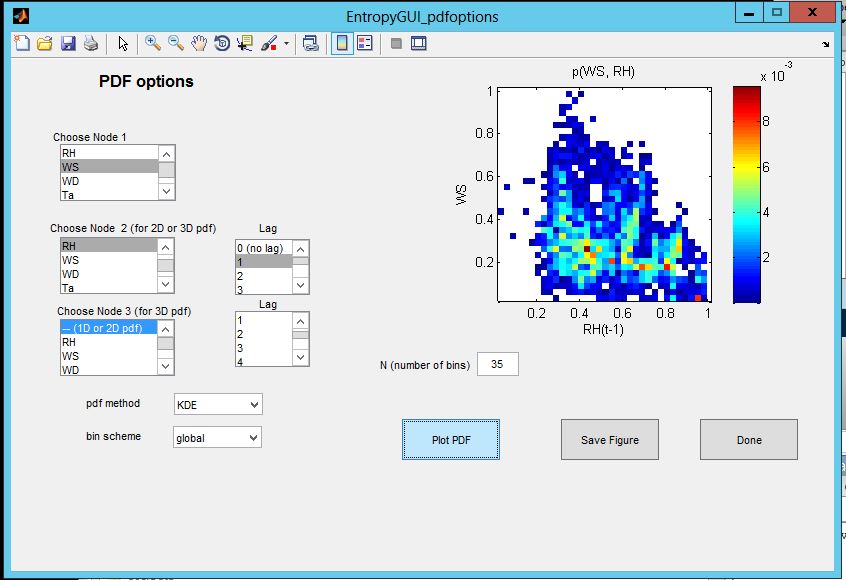 EntropyGUI_pdfoptions
PDF options
Choose Node 1
RH
WS
WD
Ta
Choose Node  2 (for 2D or 3D pdf)
RH
WS
WD
Ta
Lag
0 (no lag)
1
2
3
Choose Node 3 (for 3D pdf)
-- (1D or 2D pdf)
RH
WS
WD
Lag
1
2
3
4
pdf method
KDE
bin scheme
global
p(WS, RH)
x 10-3
1
0.8
0.6
0.4
0.2
WS
0.2 0.4 0.6 0.8 1
RH(t-1)
8
6
4
2
N (number of bins)
35
Plot PDF
Save Figure
Done